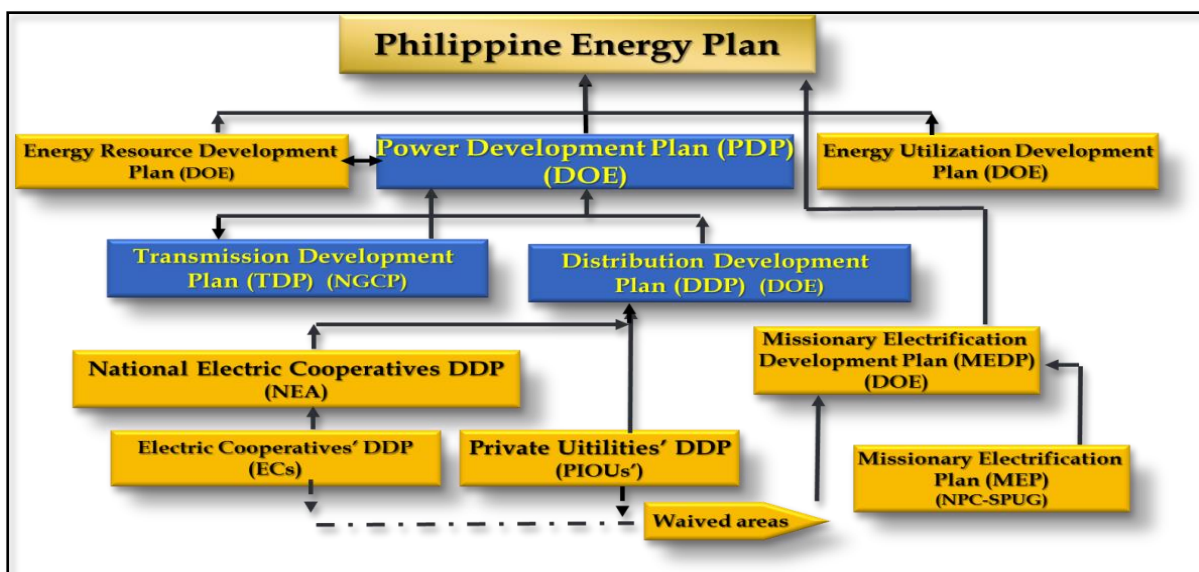 Philippine Energy Plan
Energy Resource Development
Plan (DOE)
Power Development Plan (PDP)
(DOE)
Energy Utilization Development
Plan (DOE)
Transmission Development
Plan (TDP) (NGCP)
Distribution Development
Plan (DDP) (DOE)
National Electric Cooperatives DDP
(NEA)
Missionary Electrification
Development Plan (MEDP)
(DOE)
Electric Cooperatives’ DDP
(ECs)
Private Uitilities’ DDP
(PIOUs’)
Missionary Electrification
Plan (MEP)
(NPC-SPUG)
Waived areas